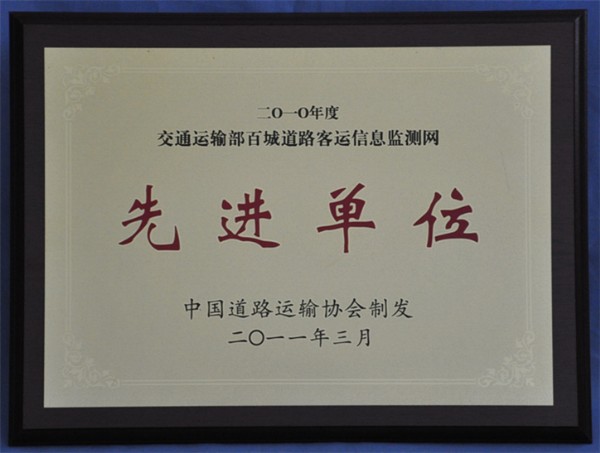 二〇一〇年度
交通运输部百城道路客运信息监测网
先进单位
中国道路运输协会制发
二〇一一年三月